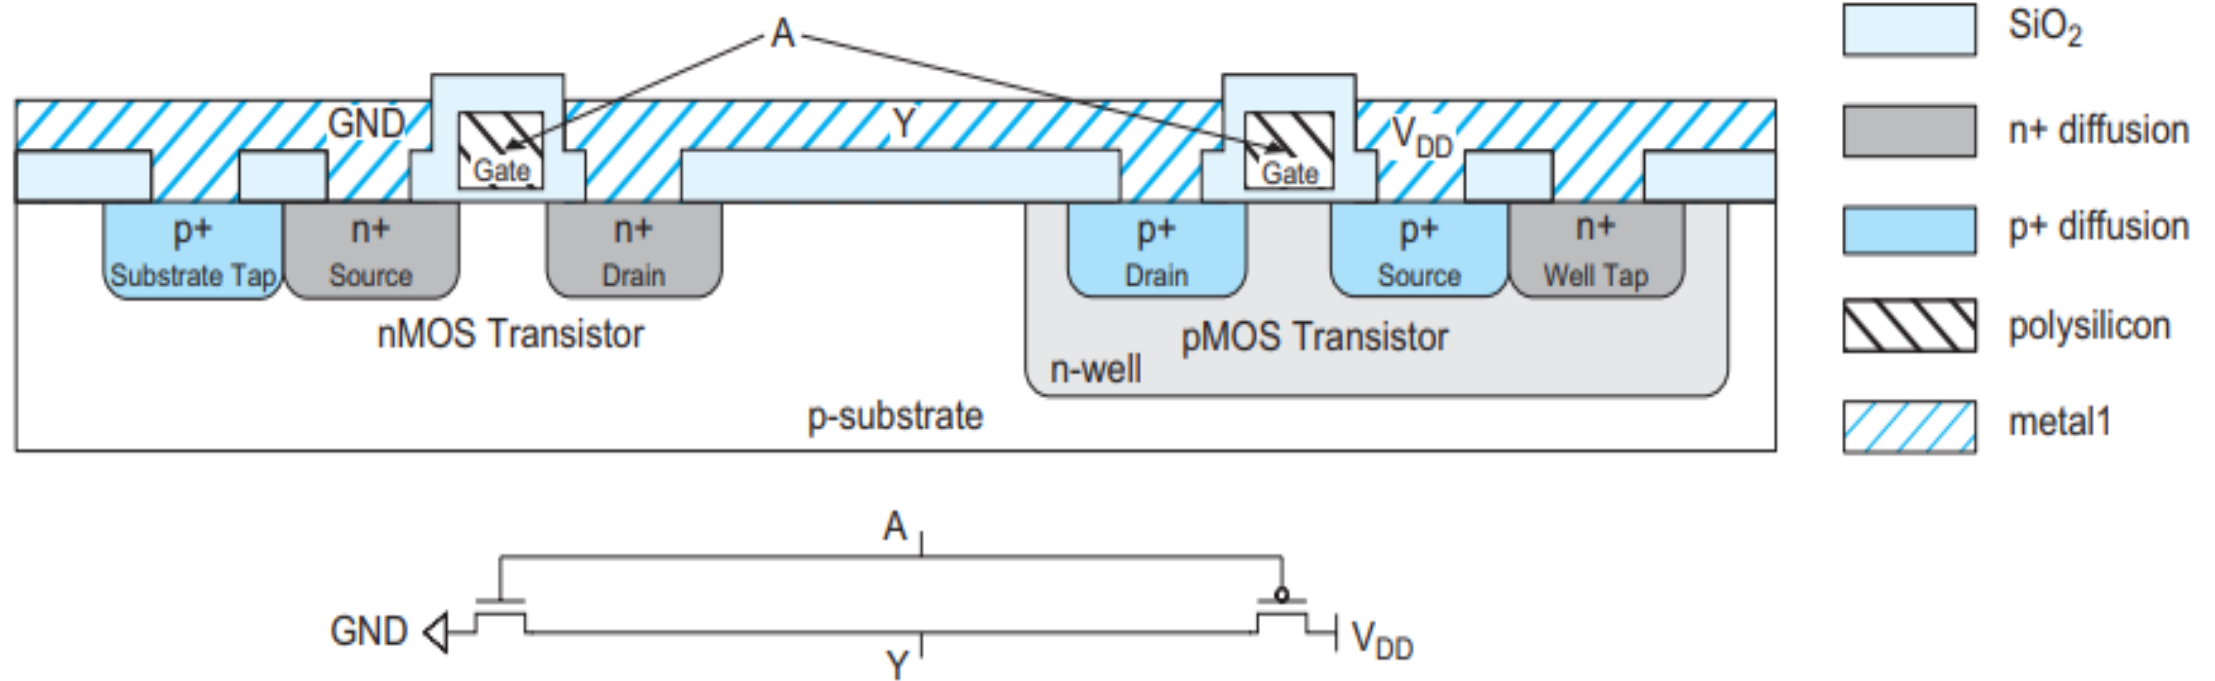 A
SiO2
GND
Y
VDD
n+ diffusion
Gate
Gate
p+
n+
n+
p+
p+
n+
p+ diffusion
Substrate Tap
Source
Drain
Drain
Source
Well Tap
nMOS Transistor
pMOS Transistor
polysilicon
n-well
p-substrate
metal1
A
GND
Y
VDD